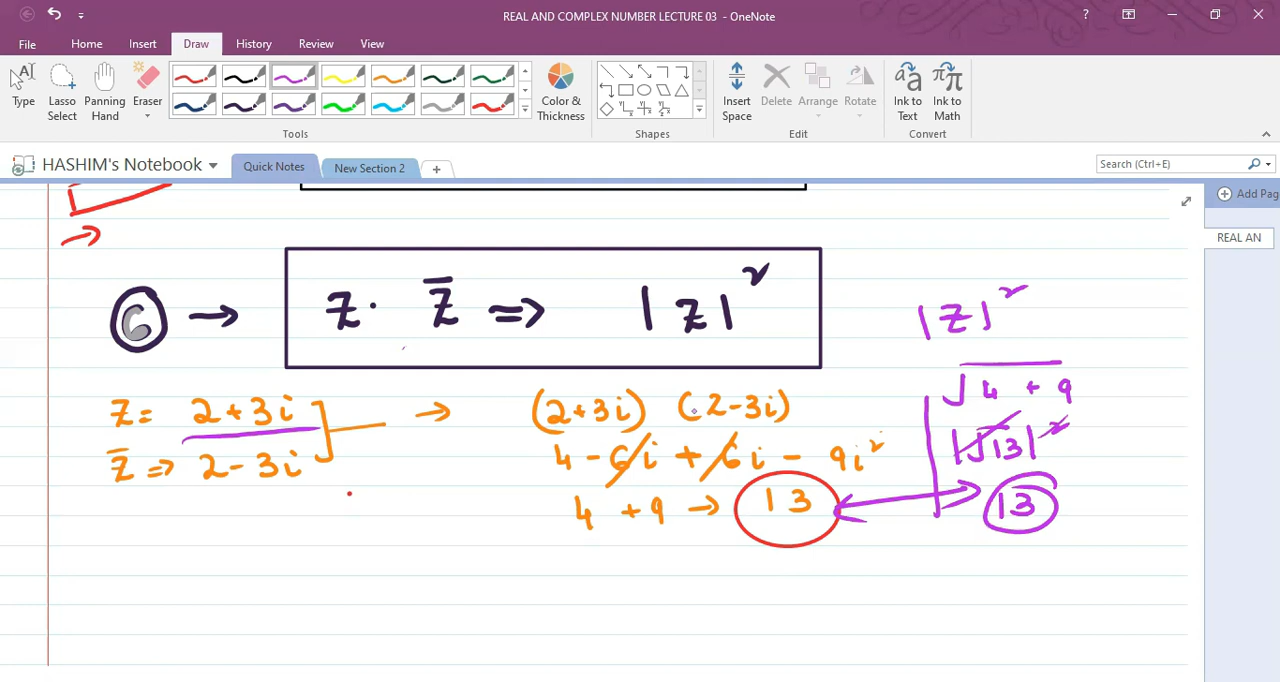 REAL AND COMPLEX NUMBER LECTURE 03 - OneNote
File Home Insert Draw History Review View
Type
Lasso Select
Panning Hand
Eraser
Color & Thickness
Insert Space
Delete
Arrange
Rotate
Ink to Text
Ink to Math
Tools
Shapes
Edit
Convert
HASHIM's Notebook
Quick Notes
New Section 2
Search (Ctrl+E)
Add Pag
REAL AN
C → z · z̄ ⇒ |z|²
|z|²
√4 + 9
|√13|²
13
z = 2 + 3i → (2+3i) (2-3i)
z̄ ⇒ 2 - 3i
4 - 6i + 6i - 9i²
4 + 9 → 13